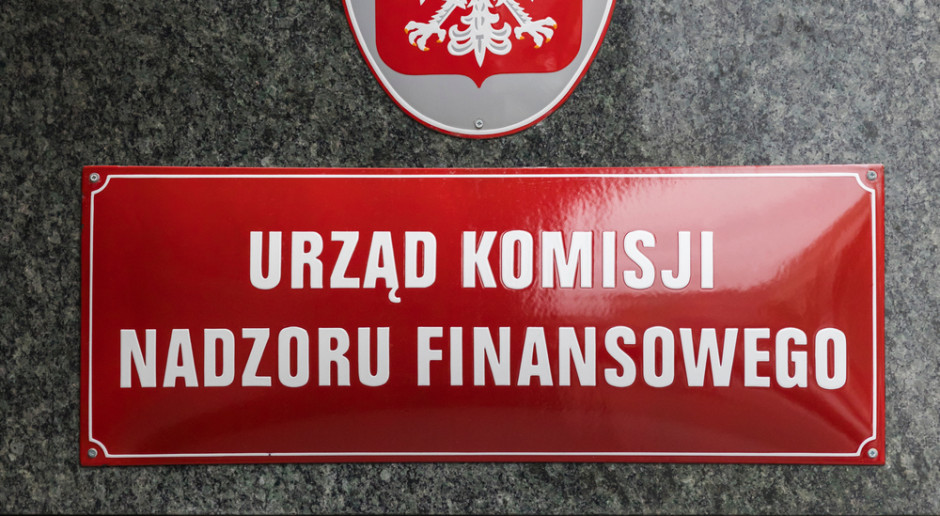 URZĄD KOMISJI
NADZORU FINANSOWEGO